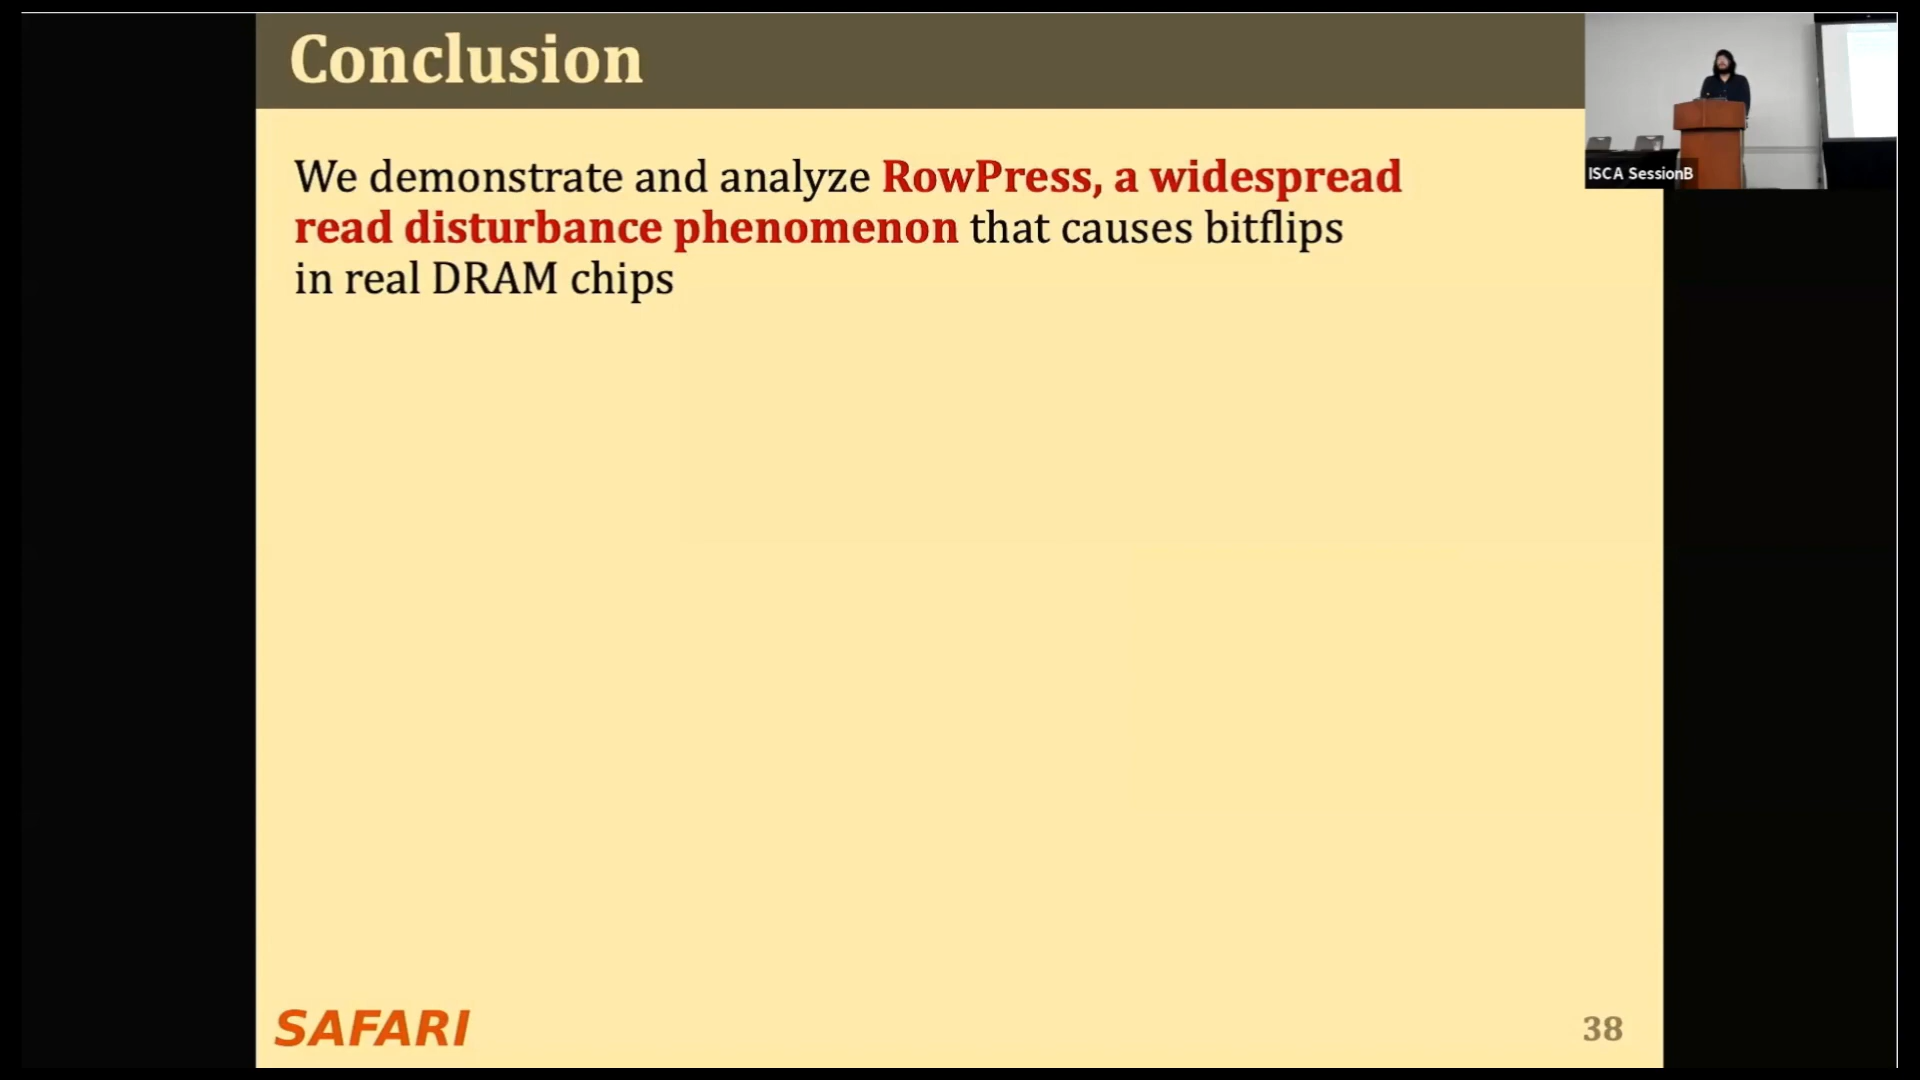 Conclusion
We demonstrate and analyze RowPress, a widespread
read disturbance phenomenon that causes bitflips
in real DRAM chips
ISCA SessionB
SAFARI
38